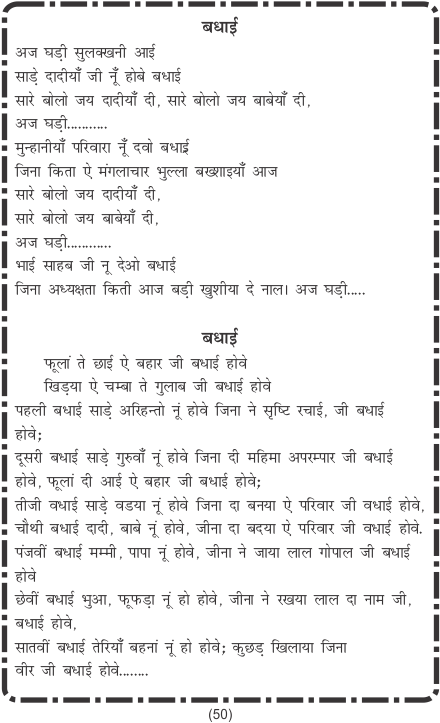 बधाई
अज घड़ी सुलक्खनी आई
साड़े दादीयाँ जी नूँ होबे बधाई
सारे बोलो जय दादीयाँ दी, सारे बोलो जय बाबेयाँ दी,
अज घड़ी...........
मुन्हानीयाँ परिवारा नूँ दवो बधाई
जिना किता ऐ मंगलाचार भुल्ला बख्शाइयाँ आज
सारे बोलो जय दादीयाँ दी,
सारे बोलो जय बाबेयाँ दी,
अज घड़ी............
भाई साहब जी नू देओ बधाई
जिना अध्यक्षता किती आज बड़ी खुशीया दे नाल। अज घड़ी.....
बधाई
फूलां ते छाई ऐ बहार जी बधाई होवे
खिड़या ऐ चम्बा ते गुलाब जी बधाई होवे
पहली बधाई साड़े अरिहन्तो नूं होवे जिना ने सृष्टि रचाई, जी बधाई
होवे;
दूसरी बधाई साड़े गुरुवाँ नूं होवे जिना दी महिमा अपरम्पार जी बधाई
होवे, फूलां दी आई ऐ बहार जी बधाई होवे;
तीजी वधाई साड़े वडया नूं होवे जिना दा बनया ऐ परिवार जी वधाई होवे,
चौथी बधाई दादी, बाबे नूं होवे, जीना दा बदया ऐ परिवार जी वधाई होवे.
पंजवीं बधाई मम्मी, पापा नूं होवे, जीना ने जाया लाल गोपाल जी बधाई
होवे
छेवीं बधाई भुआ, फूफड़ा नूं हो होवे, जीना ने रखया लाल दा नाम जी,
बधाई होवे,
सातवीं बधाई तेरियाँ बहनां नूं हो होवे; कुछड़ खिलाया जिना
वीर जी बधाई होवे........
(50)